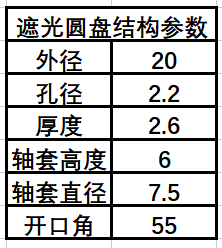 遮光圆盘结构参数
外径 20
孔径 2.2
厚度 2.6
轴套高度 6
轴套直径 7.5
开口角 55